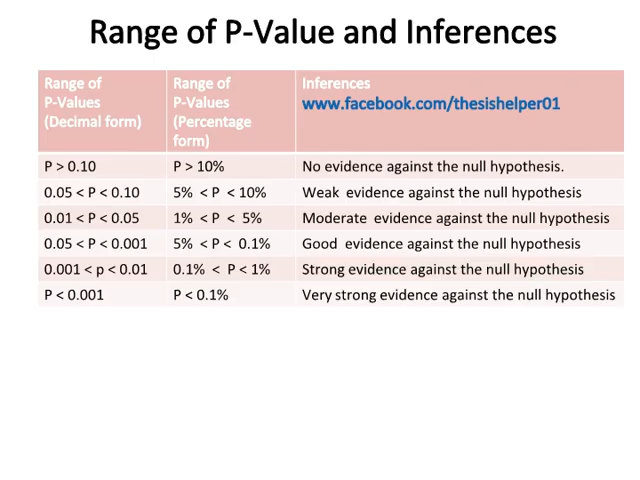 Range of P-Value and Inferences
Range of P-Values (Decimal form) Range of P-Values (Percentage form) Inferences www.facebook.com/thesishelper01
P > 0.10 P > 10% No evidence against the null hypothesis.
0.05 < P < 0.10 5% < P < 10% Weak evidence against the null hypothesis
0.01 < P < 0.05 1% < P < 5% Moderate evidence against the null hypothesis
0.05 < P < 0.001 5% < P < 0.1% Good evidence against the null hypothesis
0.001 < p < 0.01 0.1% < P < 1% Strong evidence against the null hypothesis
P < 0.001 P < 0.1% Very strong evidence against the null hypothesis